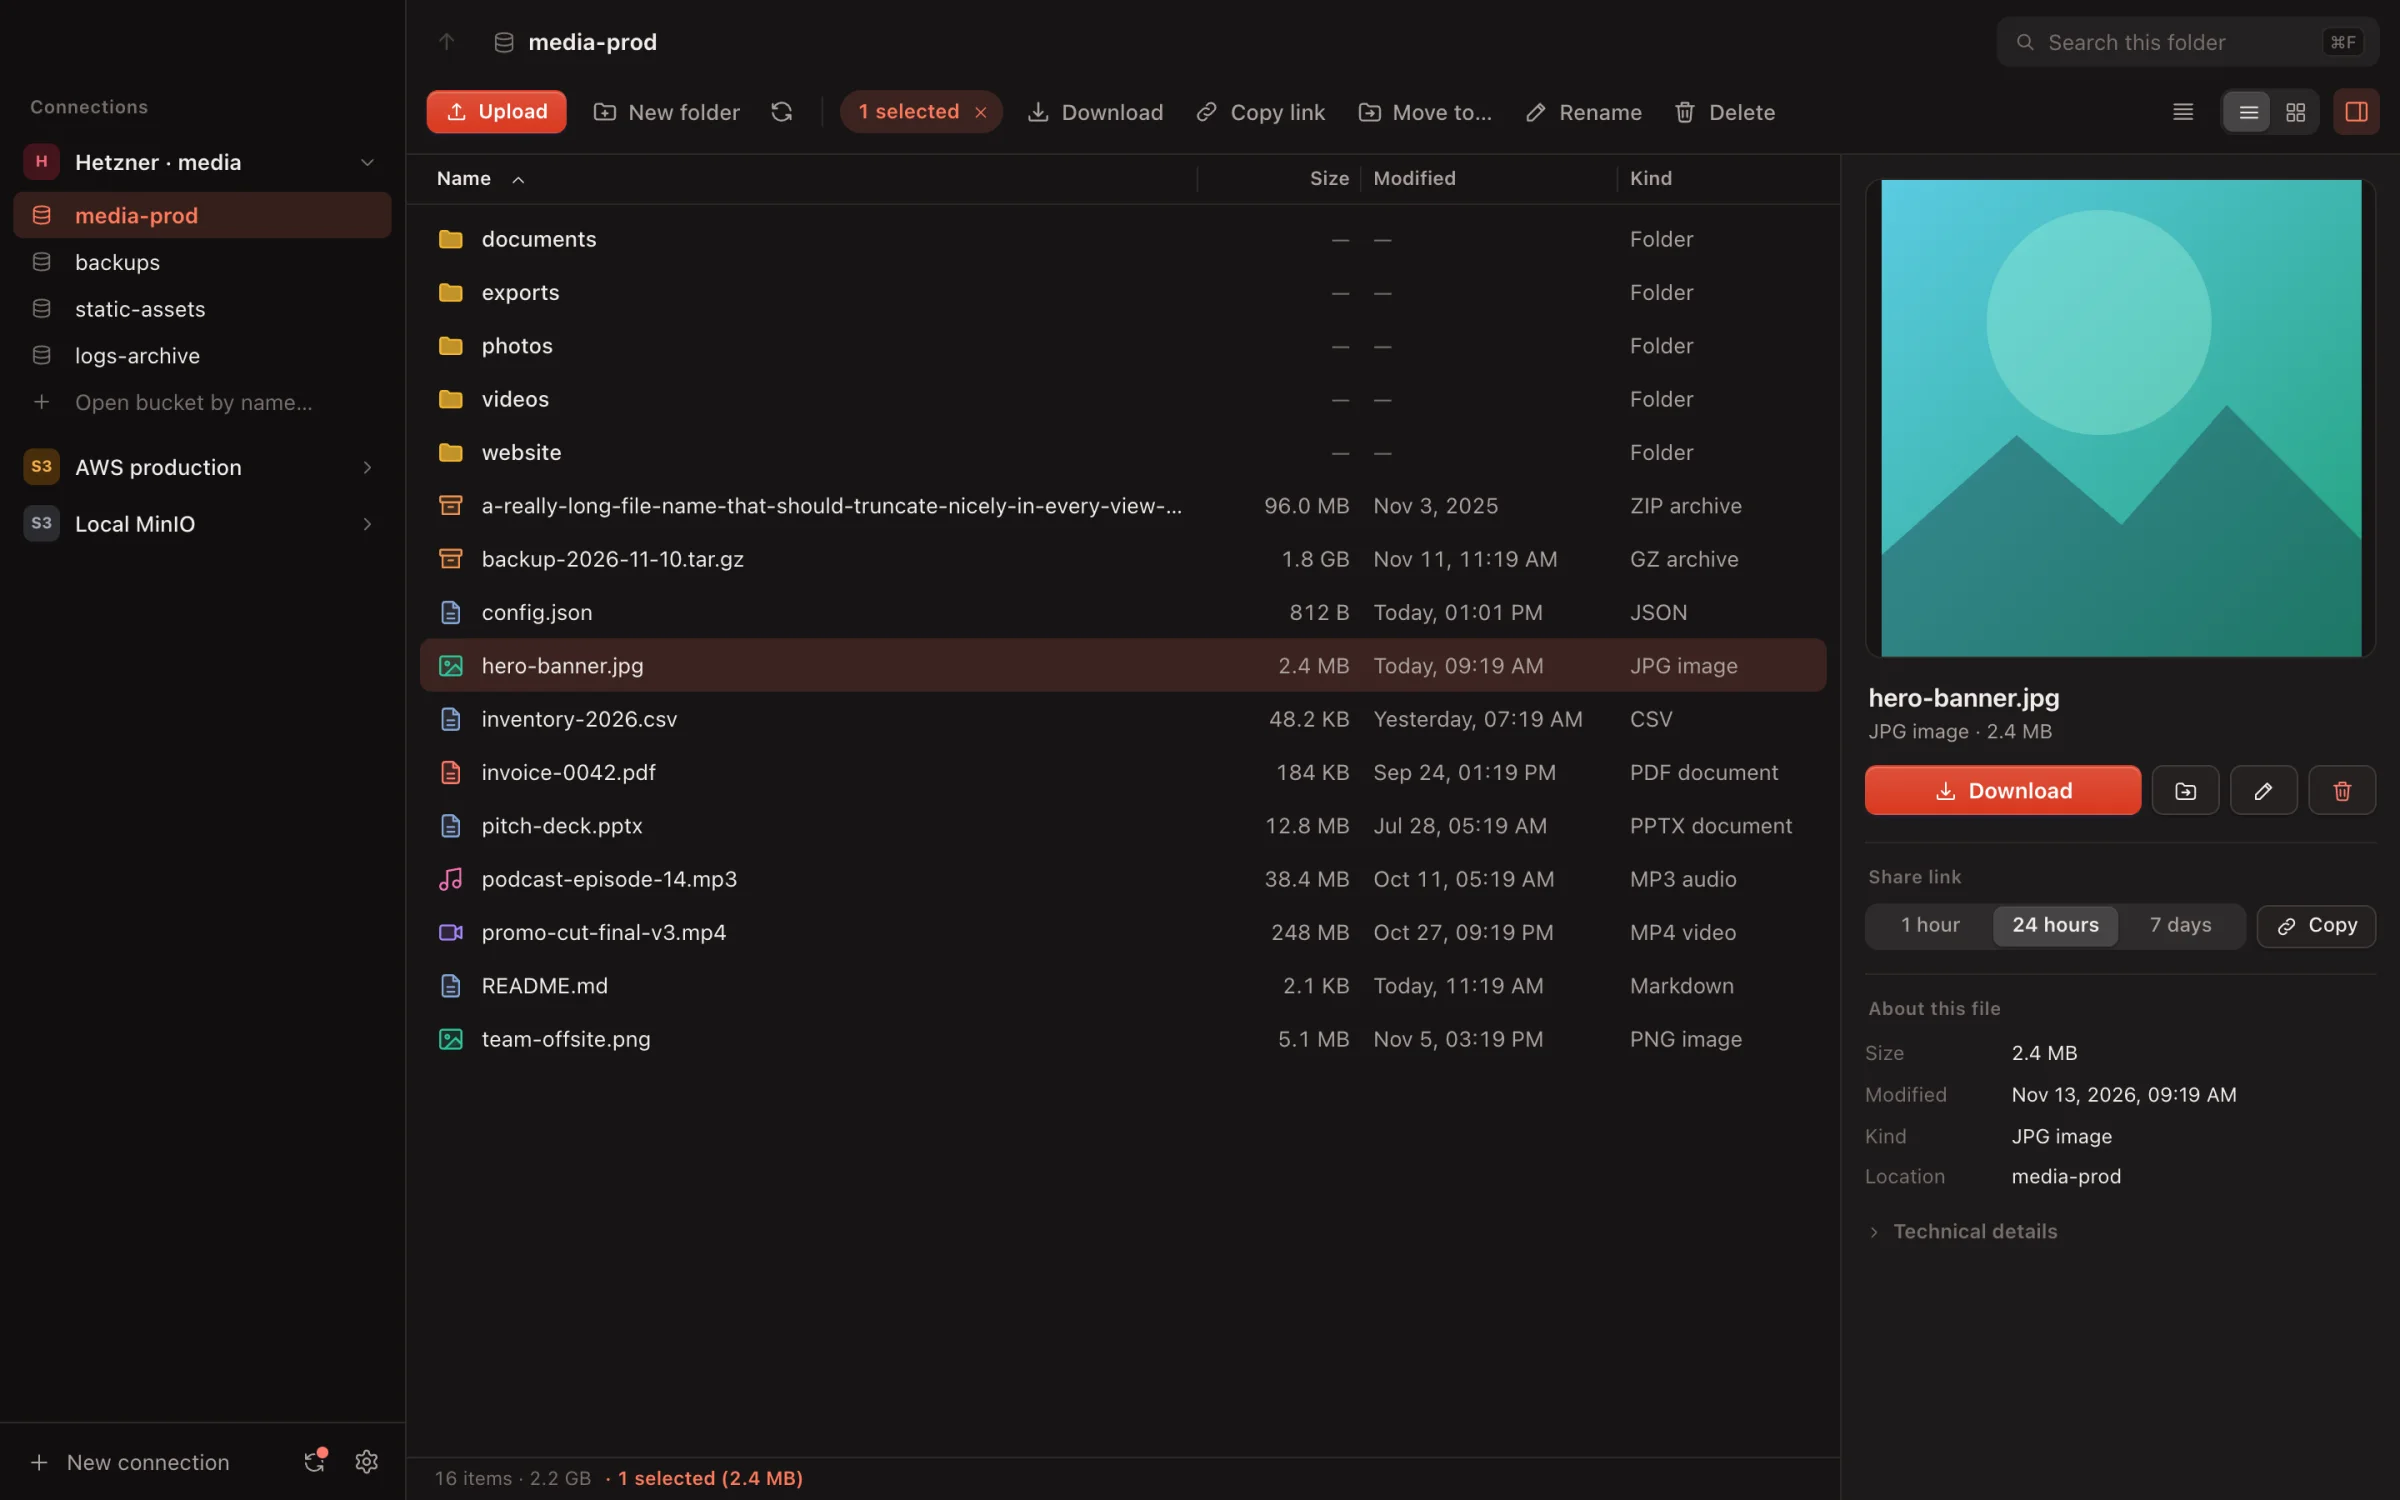 media-prod
Search this folder
⌘F
Connections
H
Hetzner · media
media-prod
backups
static-assets
logs-archive
Open bucket by name...
S3
AWS production
S3
Local MinIO
New connection
Upload
New folder
1 selected
Download
Copy link
Move to...
Rename
Delete
Name
Size
Modified
Kind
documents — — Folder
exports — — Folder
photos — — Folder
videos — — Folder
website — — Folder
a-really-long-file-name-that-should-truncate-nicely-in-every-view-... 96.0 MB Nov 3, 2025 ZIP archive
backup-2026-11-10.tar.gz 1.8 GB Nov 11, 11:19 AM GZ archive
config.json 812 B Today, 01:01 PM JSON
hero-banner.jpg 2.4 MB Today, 09:19 AM JPG image
inventory-2026.csv 48.2 KB Yesterday, 07:19 AM CSV
invoice-0042.pdf 184 KB Sep 24, 01:19 PM PDF document
pitch-deck.pptx 12.8 MB Jul 28, 05:19 AM PPTX document
podcast-episode-14.mp3 38.4 MB Oct 11, 05:19 AM MP3 audio
promo-cut-final-v3.mp4 248 MB Oct 27, 09:19 PM MP4 video
README.md 2.1 KB Today, 11:19 AM Markdown
team-offsite.png 5.1 MB Nov 5, 03:19 PM PNG image
16 items · 2.2 GB · 1 selected (2.4 MB)
hero-banner.jpg
JPG image · 2.4 MB
Download
Share link
1 hour
24 hours
7 days
Copy
About this file
Size 2.4 MB
Modified Nov 13, 2026, 09:19 AM
Kind JPG image
Location media-prod
Technical details